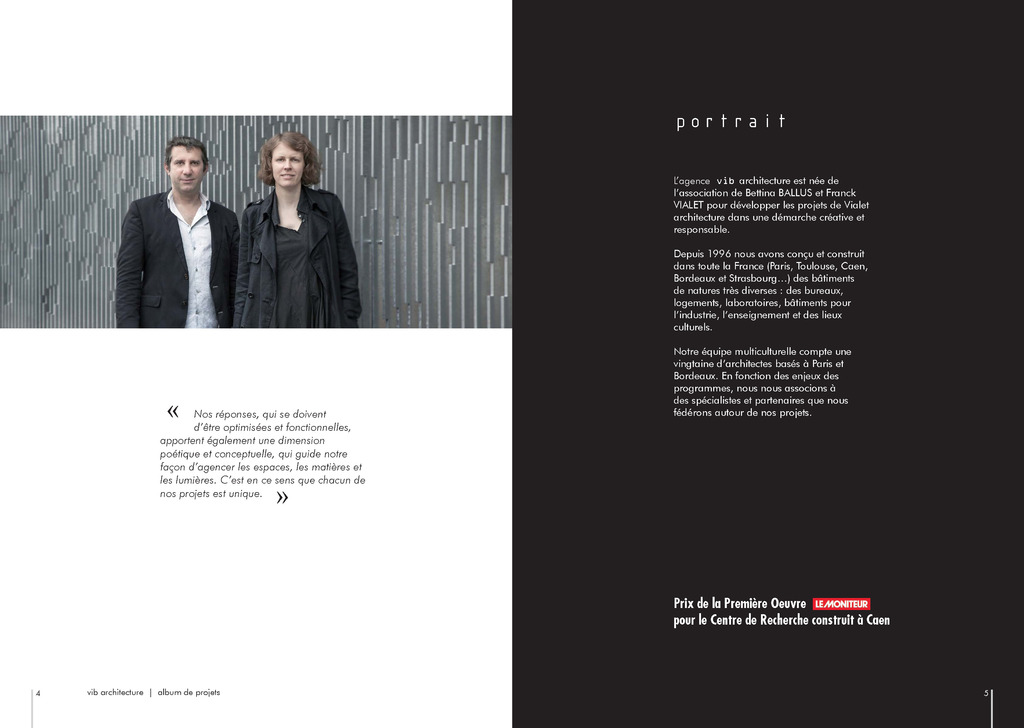 « Nos réponses, qui se doivent
d'être optimisées et fonctionnelles,
apportent également une dimension
poétique et conceptuelle, qui guide notre
façon d'agencer les espaces, les matières et
les lumières. C'est en ce sens que chacun de
nos projets est unique. »
4 vib architecture | album de projets
portrait
L'agence vib architecture est née de
l'association de Bettina BALLUS et Franck
VIALET pour développer les projets de Vialet
architecture dans une démarche créative et
responsable.
Depuis 1996 nous avons conçu et construit
dans toute la France (Paris, Toulouse, Caen,
Bordeaux et Strasbourg...) des bâtiments
de natures très diverses : des bureaux,
logements, laboratoires, bâtiments pour
l'industrie, l'enseignement et des lieux
culturels.
Notre équipe multiculturelle compte une
vingtaine d'architectes basés à Paris et
Bordeaux. En fonction des enjeux des
programmes, nous nous associons à
des spécialistes et partenaires que nous
fédérons autour de nos projets.
Prix de la Première Oeuvre LE MONITEUR
pour le Centre de Recherche construit à Caen
5